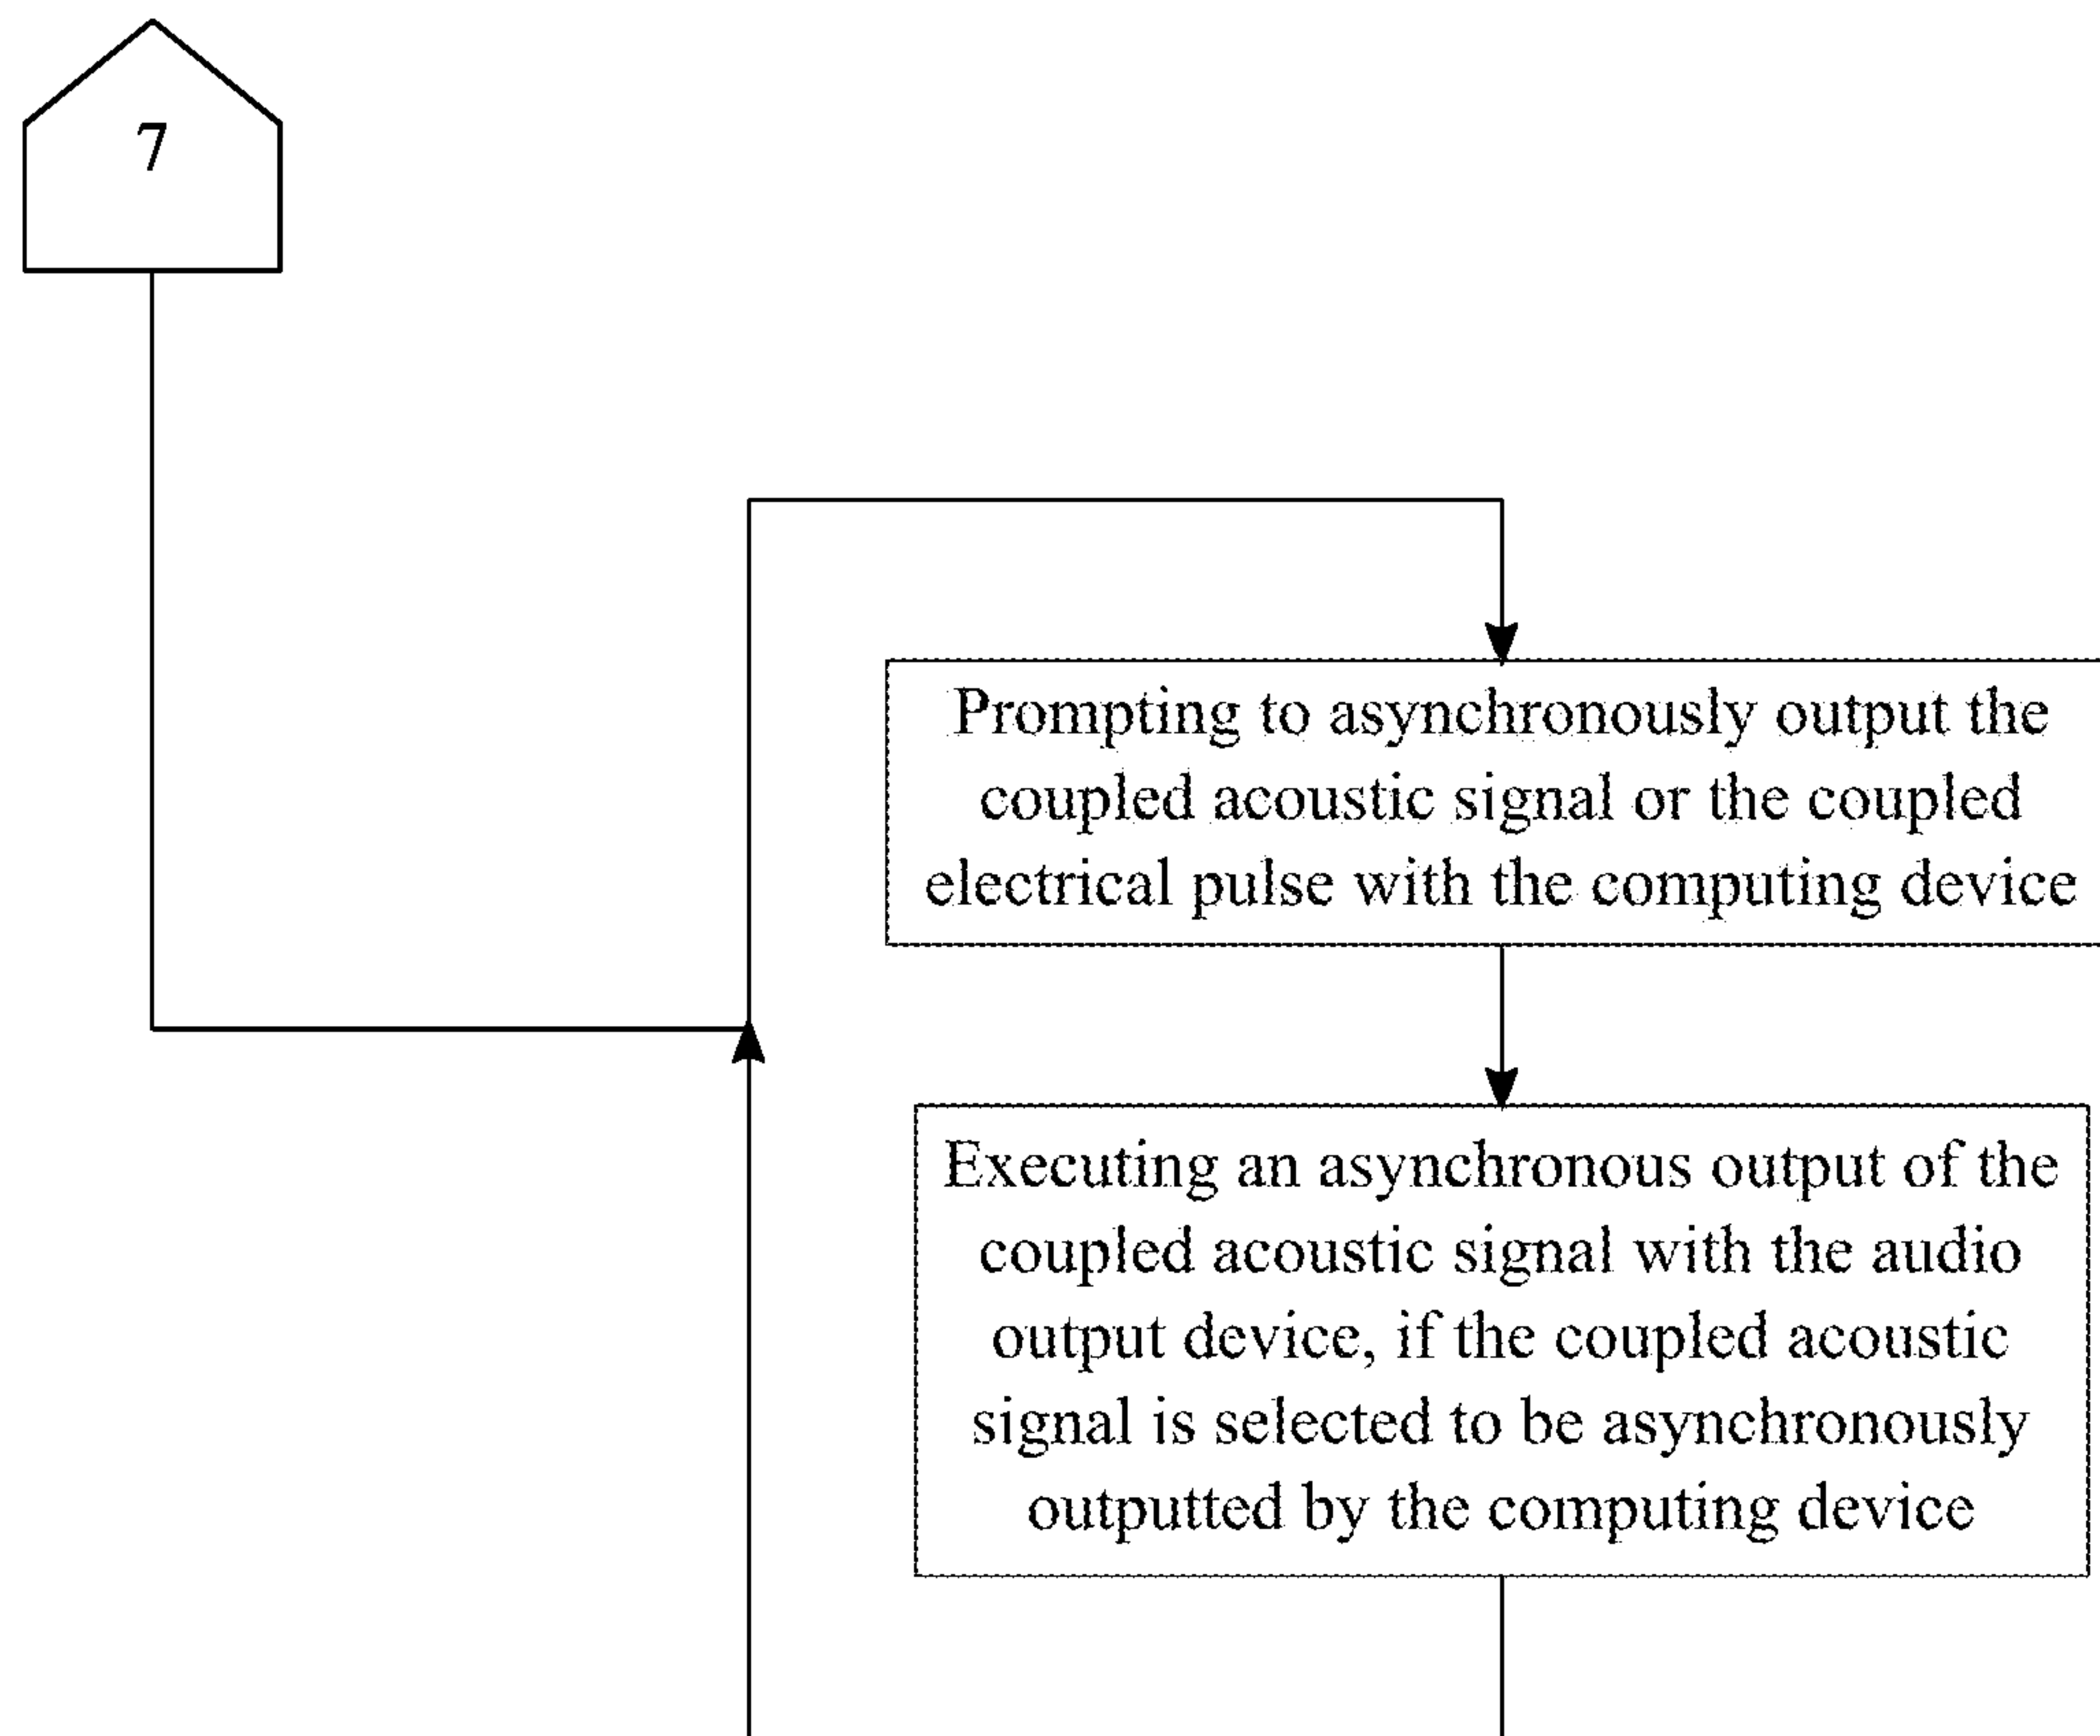 7
Prompting to asynchronously output the
coupled acoustic signal or the coupled
electrical pulse with the computing device
Executing an asynchronous output of the
coupled acoustic signal with the audio
output device, if the coupled acoustic
signal is selected to be asynchronously
outputted by the computing device